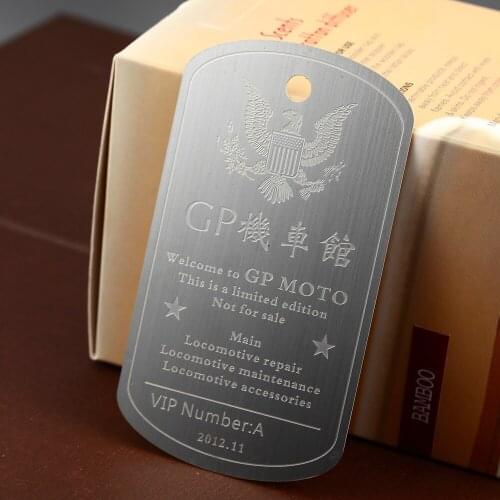 GP機車館
Welcome to GP MOTO
This is a limited edition
Not for sale
Main
Locomotive repair
Locomotive maintenance
Locomotive accessories
VIP Number:A
2012.11
Scents
BAMBOO